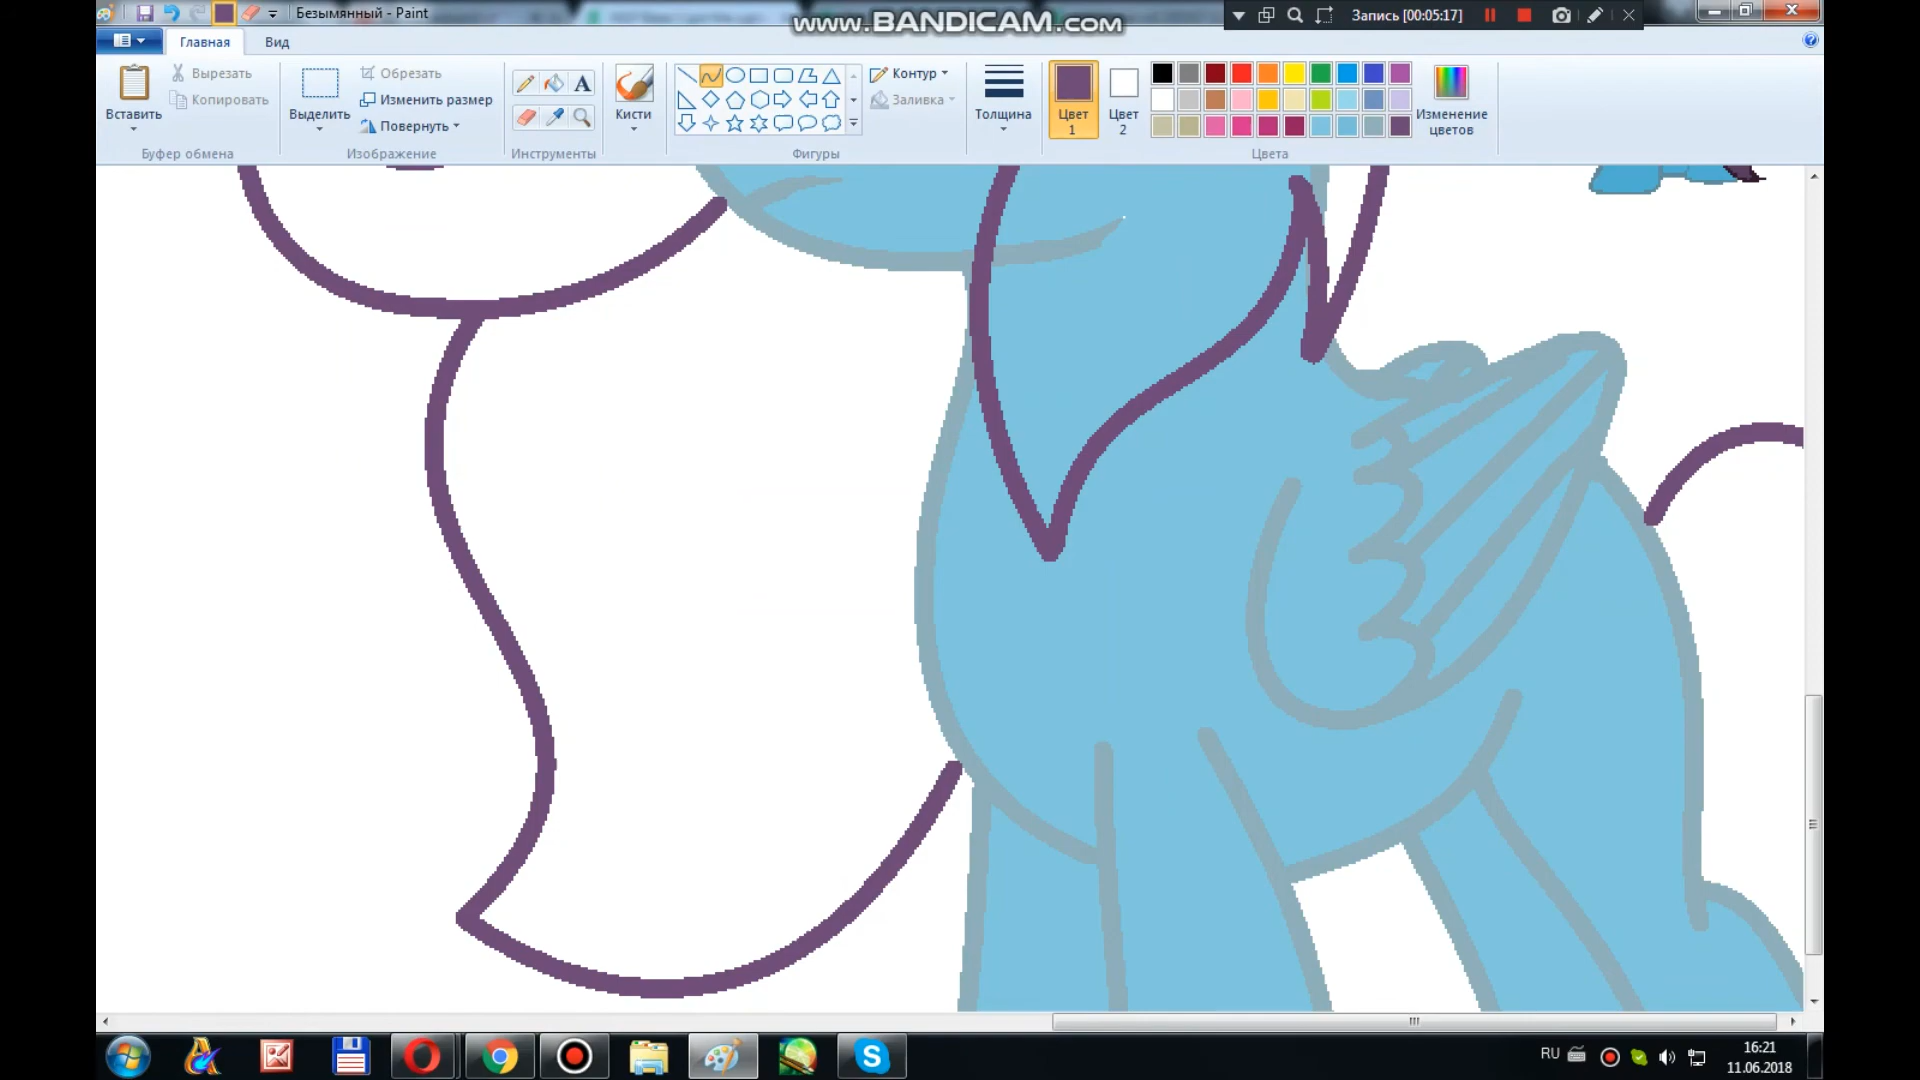 Безымянный - Paint
www.BANDICAM.com
Запись [00:05:17]
Главная
Вид
Вставить
Вырезать
Копировать
Буфер обмена
Выделить
Обрезать
Изменить размер
Повернуть
Изображение
A
Инструменты
Кисти
Контур
Заливка
Фигуры
Толщина
Цвет
1
Цвет
2
Изменение
цветов
Цвета
RU
16:21
11.06.2018